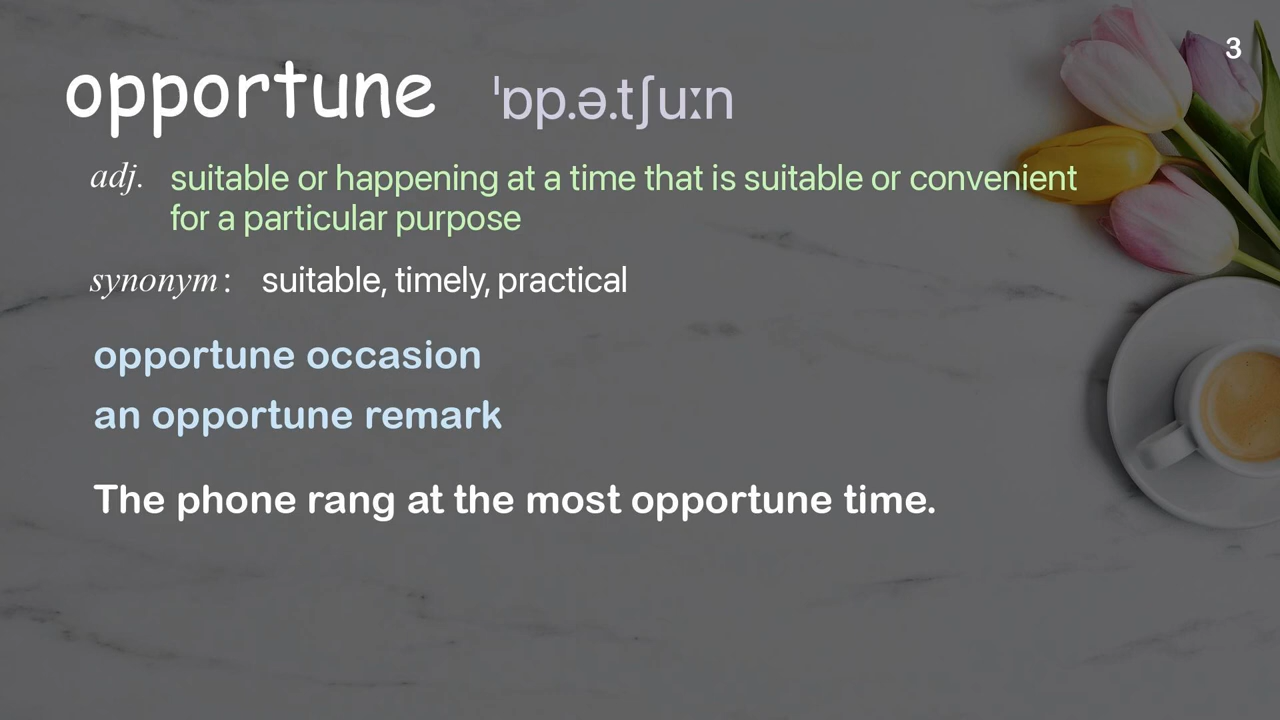 3
opportune ˈɒp.ə.tʃuːn
adj. suitable or happening at a time that is suitable or convenient
for a particular purpose
synonym: suitable, timely, practical
opportune occasion
an opportune remark
The phone rang at the most opportune time.